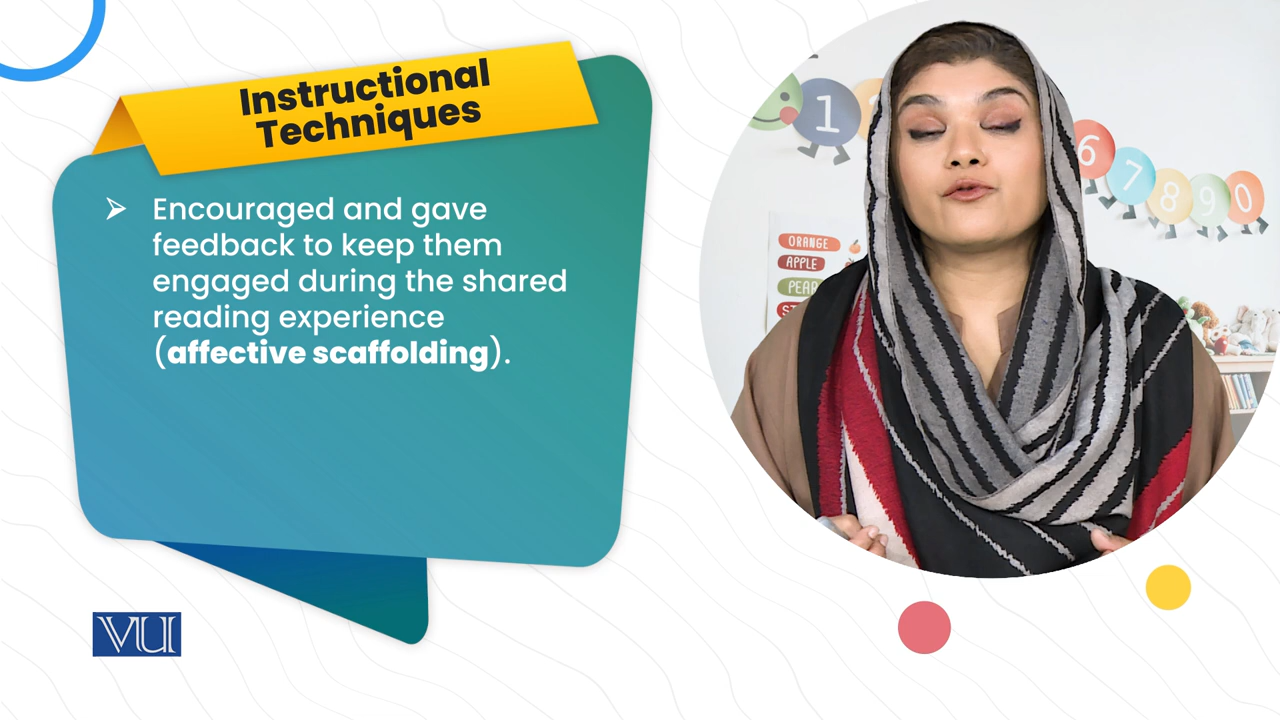 Instructional
Techniques
➢ Encouraged and gave
feedback to keep them
engaged during the shared
reading experience
(affective scaffolding).
1
6
7
8
9
0
ORANGE
APPLE
VU